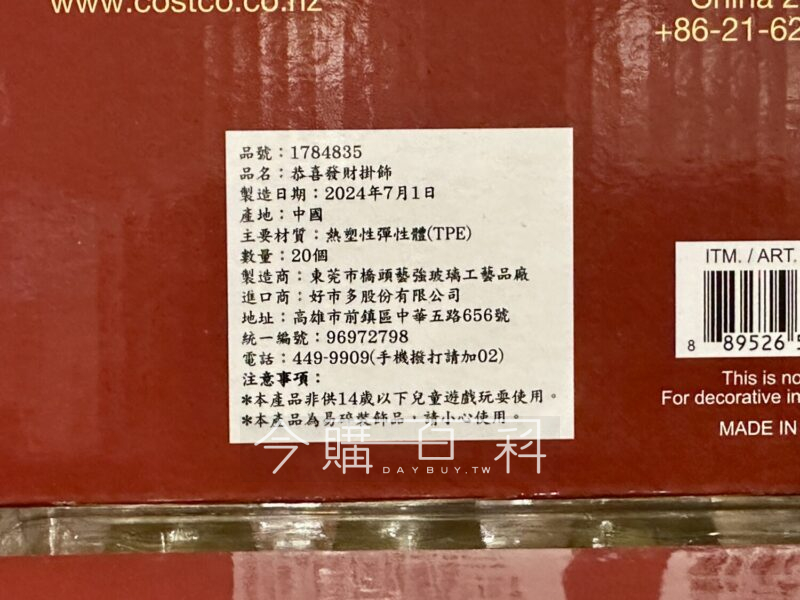 www.costco.co.nz
China 2
+86-21-62
品號：1784835
品名：恭喜發財掛飾
製造日期：2024年7月1日
產地：中國
主要材質：熱塑性彈性體(TPE)
數量：20個
製造商：東莞市橋頭藝強玻璃工藝品廠
進口商：好市多股份有限公司
地址：高雄市前鎮區中華五路656號
統一編號：96972798
電話：449-9909(手機撥打請加02)
注意事項：
*本產品非供14歲以下兒童遊戲玩耍使用。
*本產品為易碎裝飾品，請小心使用。
今購百科
DAYBUY.TW
ITM. / ART.
8 89526 5
This is no
For decorative in
MADE IN